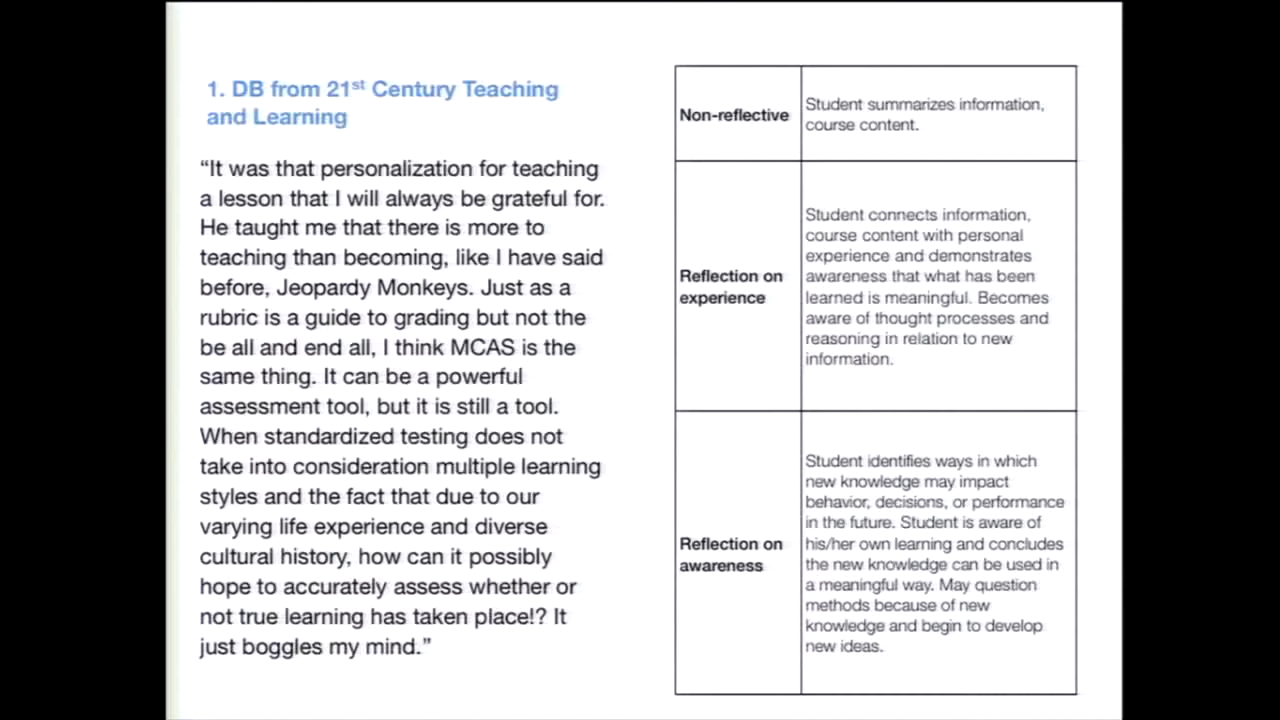 1. DB from 21st Century Teaching
and Learning
“It was that personalization for teaching
a lesson that I will always be grateful for.
He taught me that there is more to
teaching than becoming, like I have said
before, Jeopardy Monkeys. Just as a
rubric is a guide to grading but not the
be all and end all, I think MCAS is the
same thing. It can be a powerful
assessment tool, but it is still a tool.
When standardized testing does not
take into consideration multiple learning
styles and the fact that due to our
varying life experience and diverse
cultural history, how can it possibly
hope to accurately assess whether or
not true learning has taken place!? It
just boggles my mind.”
Non-reflective
Student summarizes information,
course content.
Reflection on
experience
Student connects information,
course content with personal
experience and demonstrates
awareness that what has been
learned is meaningful. Becomes
aware of thought processes and
reasoning in relation to new
information.
Reflection on
awareness
Student identifies ways in which
new knowledge may impact
behavior, decisions, or performance
in the future. Student is aware of
his/her own learning and concludes
the new knowledge can be used in
a meaningful way. May question
methods because of new
knowledge and begin to develop
new ideas.